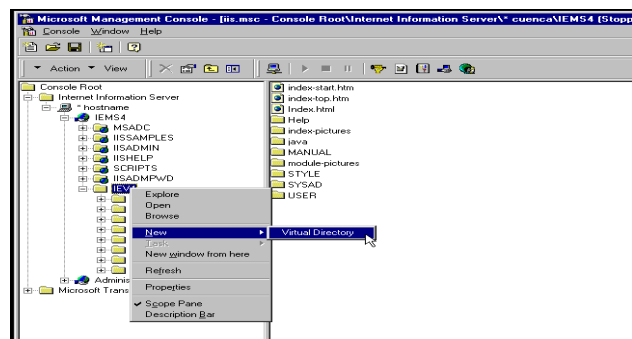 Microsoft Management Console - [iis.msc - Console Root\Internet Information Server\* cuenca\IEMS4 (Stopp
Console Window Help
Action View
Console Root
Internet Information Server
* hostname
IEMS4
MSADC
IISSAMPLES
IISADMIN
IISHELP
SCRIPTS
IISADMPWD
Adminis
Microsoft Trans
Explore
Open
Browse
New
Task
New window from here
Refresh
Properties
Scope Pane
Description Bar
Virtual Directory
index-start.htm
index-top.htm
Index.html
Help
index-pictures
java
MANUAL
module-pictures
STYLE
SYSAD
USER